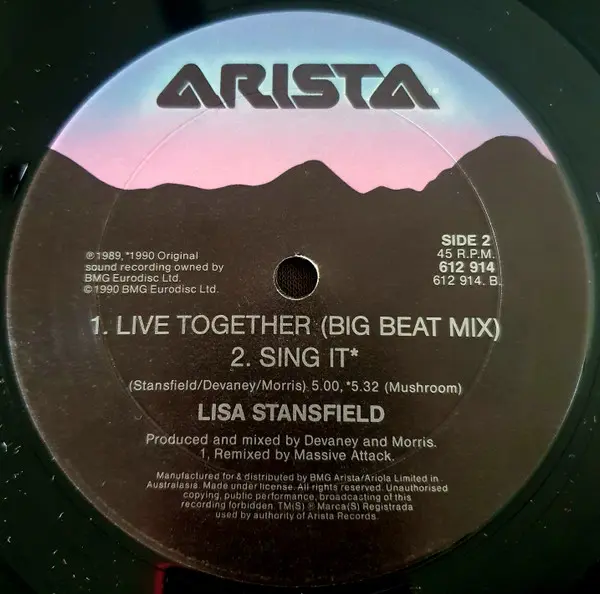 ARISTA
℗1989, *1990 Original
sound recording owned by
BMG Eurodisc Ltd.
©1990 BMG Eurodisc Ltd.
SIDE 2
45 R.P.M.
612 914
612 914. B.
1. LIVE TOGETHER (BIG BEAT MIX)
2. SING IT*
(Stansfield/Devaney/Morris) 5.00, *5.32 (Mushroom)
LISA STANSFIELD
Produced and mixed by Devaney and Morris.
1, Remixed by Massive Attack.
Manufactured for & distributed by BMG Arista/Ariola Limited in
Australasia. Made under license. All rights reserved. Unauthorised
copying, public performance, broadcasting of this
recording forbidden. TM(S) ℗ Marca(S) Registrada
used by authority of Arista Records.